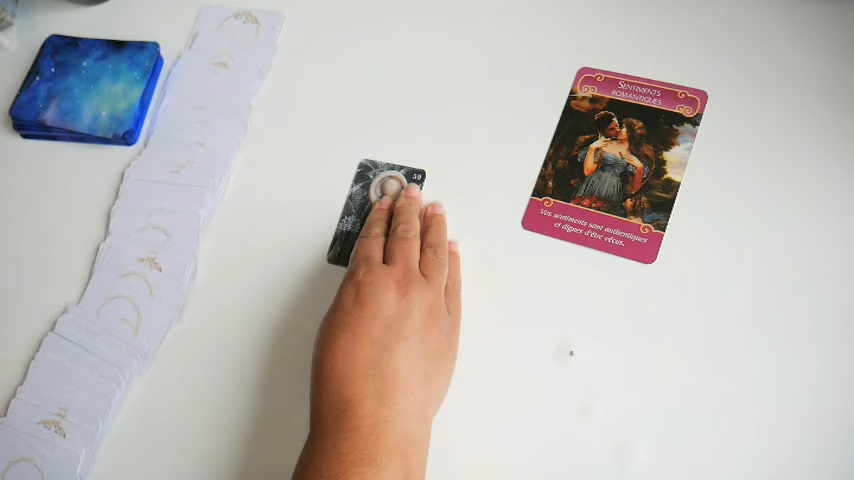 59
SENTIMENTS
ROMANTIQUES
Vos sentiments sont authentiques
et dignes d'être vécus.